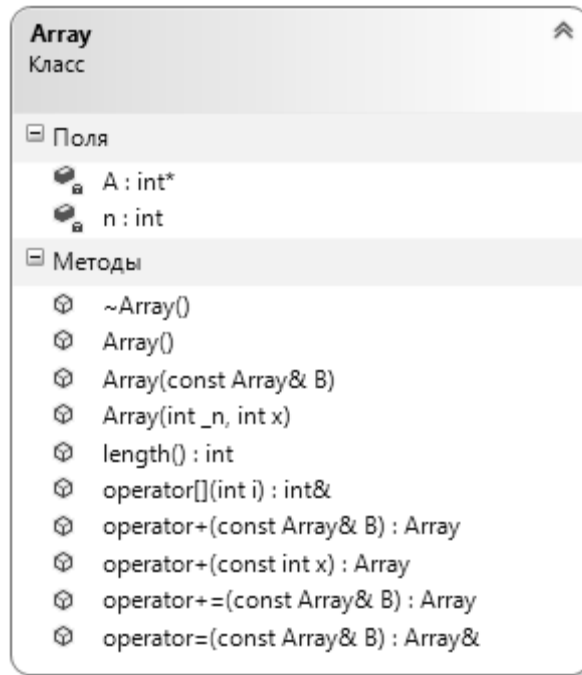 Array
Класс
Поля
A : int*
n : int
Методы
~Array()
Array()
Array(const Array& B)
Array(int _n, int x)
length() : int
operator[](int i) : int&
operator+(const Array& B) : Array
operator+(const int x) : Array
operator+=(const Array& B) : Array
operator=(const Array& B) : Array&